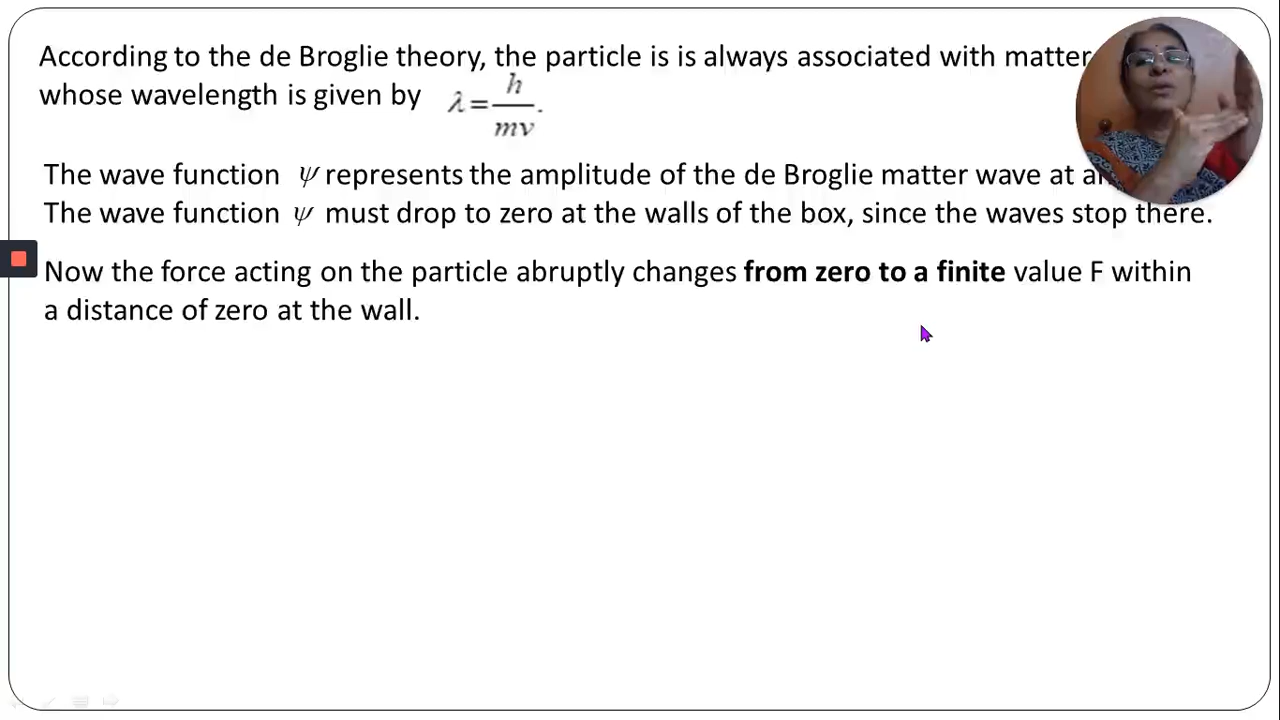 According to the de Broglie theory, the particle is is always associated with matter
whose wavelength is given by λ = h/mv.
The wave function ψ represents the amplitude of the de Broglie matter wave at
The wave function ψ must drop to zero at the walls of the box, since the waves stop there.
Now the force acting on the particle abruptly changes from zero to a finite value F within
a distance of zero at the wall.